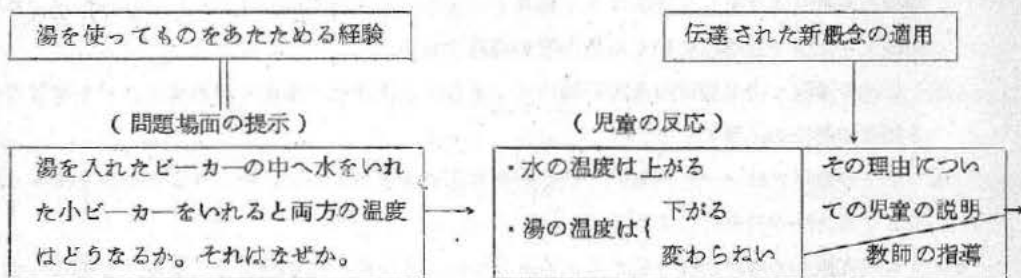 湯を使ってものをあたためる経験
伝達された新概念の適用
(問題場面の提示)
(児童の反応)
湯を入れたビーカーの中へ水をいれ
た小ビーカーをいれると両方の温度
はどうなるか。それはなぜか。
・水の温度は上がる
下がる
・湯の温度は{
変わらねい
その理由につい
ての児童の説明
教師の指導